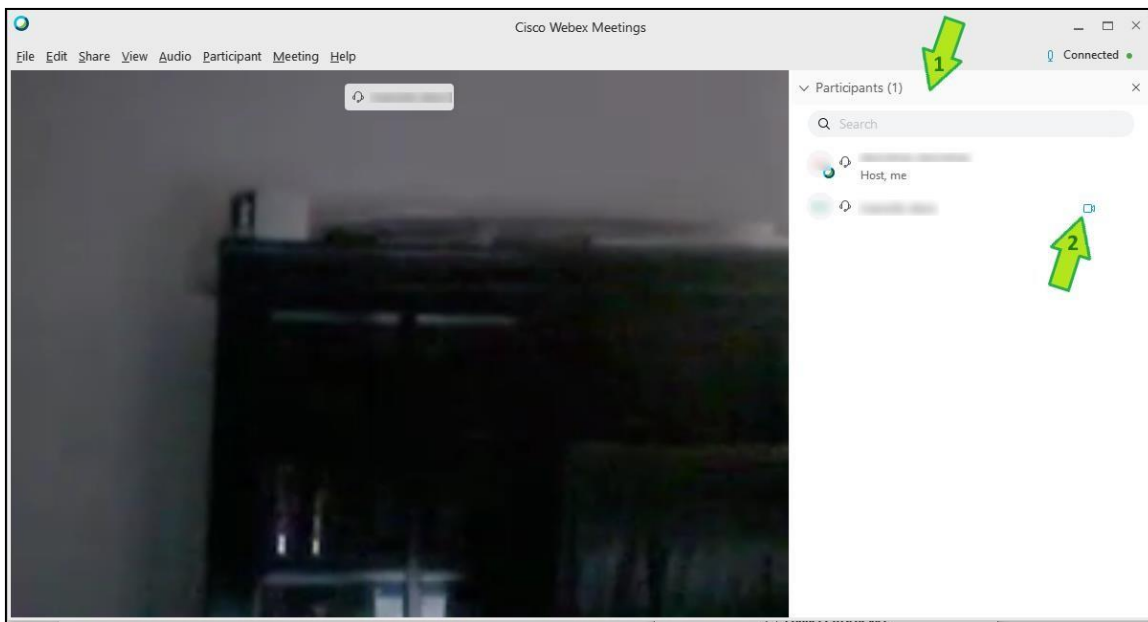 Cisco Webex Meetings
File Edit Share View Audio Participant Meeting Help
Connected
1
Participants (1)
Search
Host, me
2